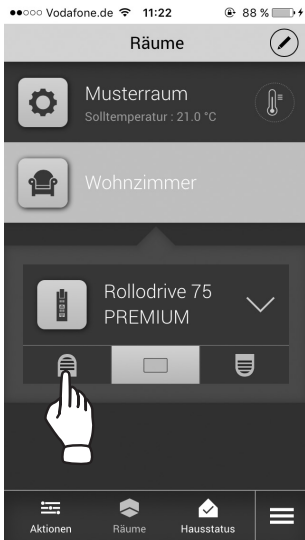 Vodafone.de 11:22 88 %
Räume
Musterraum
Solltemperatur : 21.0 °C
Wohnzimmer
Rollodrive 75
PREMIUM
Aktionen Räume Hausstatus